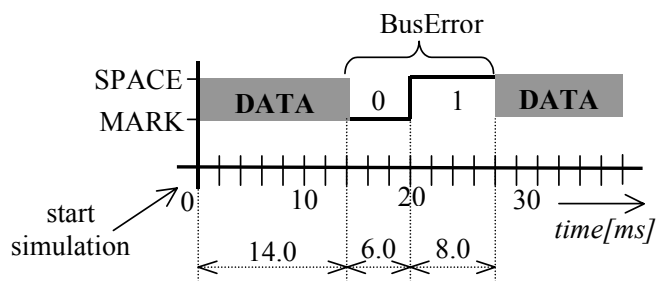 BusError
SPACE
DATA
0
1
DATA
MARK
0
10
20
30
start
simulation
time[ms]
14.0
6.0
8.0